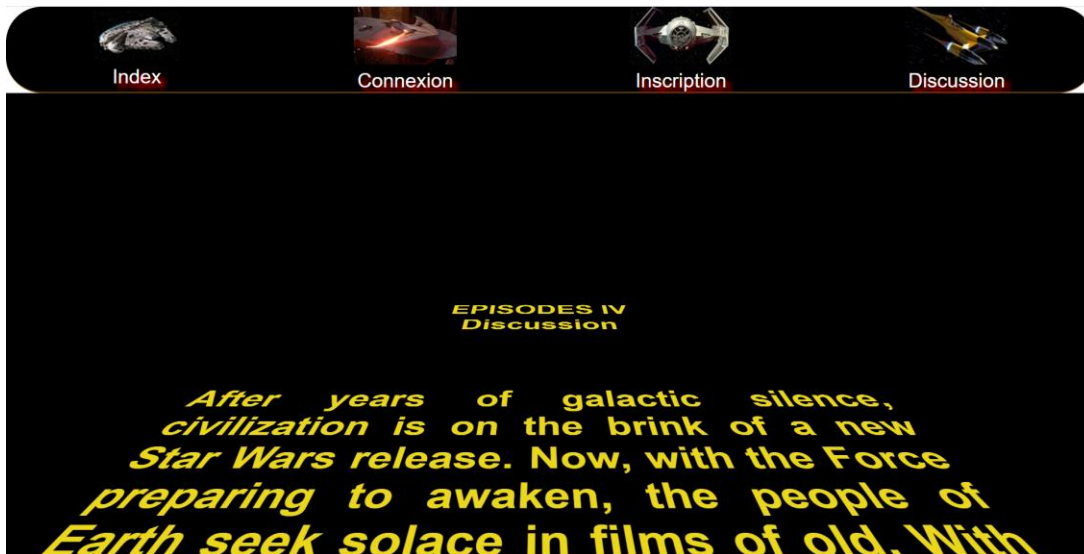 Index
Connexion
Inscription
Discussion
EPISODES IV
Discussion
After years of galactic silence,
civilization is on the brink of a new
Star Wars release. Now, with the Force
preparing to awaken, the people of
Earth seek solace in films of old. With